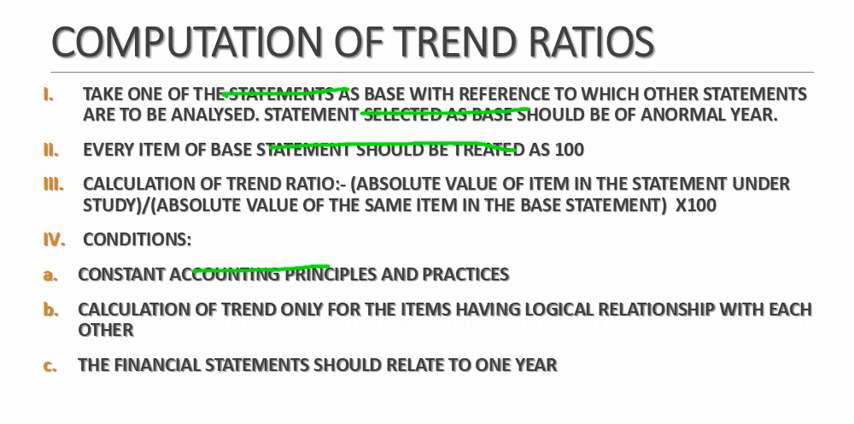 COMPUTATION OF TREND RATIOS
I. TAKE ONE OF THE STATEMENTS AS BASE WITH REFERENCE TO WHICH OTHER STATEMENTS
ARE TO BE ANALYSED. STATEMENT SELECTED AS BASE SHOULD BE OF ANORMAL YEAR.
II. EVERY ITEM OF BASE STATEMENT SHOULD BE TREATED AS 100
III. CALCULATION OF TREND RATIO:- (ABSOLUTE VALUE OF ITEM IN THE STATEMENT UNDER
STUDY)/(ABSOLUTE VALUE OF THE SAME ITEM IN THE BASE STATEMENT) X100
IV. CONDITIONS:
a. CONSTANT ACCOUNTING PRINCIPLES AND PRACTICES
b. CALCULATION OF TREND ONLY FOR THE ITEMS HAVING LOGICAL RELATIONSHIP WITH EACH
OTHER
c. THE FINANCIAL STATEMENTS SHOULD RELATE TO ONE YEAR